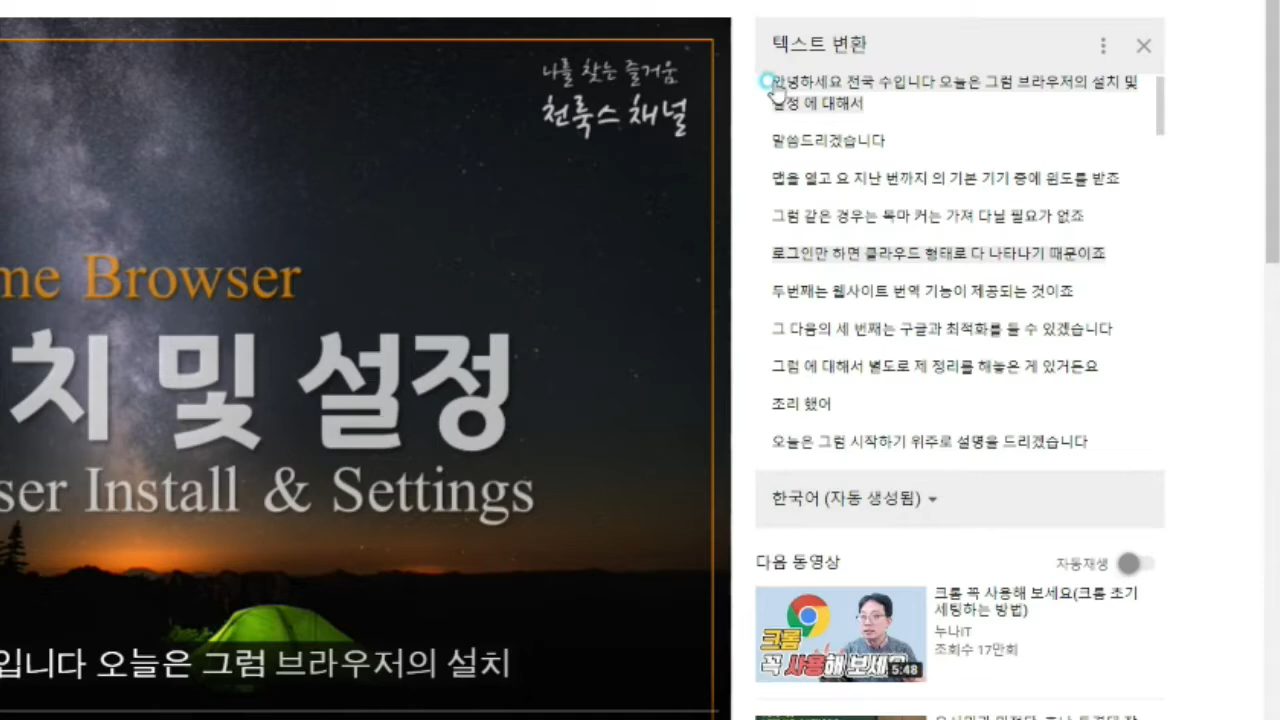 텍스트 변환
나를 찾는 즐거움
천룩스 채널
안녕하세요 전국 수입니다 오늘은 그럼 브라우저의 설치 및
설정 에 대해서
말씀드리겠습니다
맵을 열고 요 지난 번까지 의 기본 기기 중에 윈도를 받죠
그럼 같은 경우는 목마 커는 가져 다닐 필요가 없죠
로그인만 하면 클라우드 형태로 다 나타나기 때문이죠
두번째는 웹사이트 번역 기능이 제공되는 것이죠
그 다음의 세 번째는 구글과 최적화를 들 수 있겠습니다
그럼 에 대해서 별도로 제 정리를 해놓은 게 있거든요
조리 했어
오늘은 그럼 시작하기 위주로 설명을 드리겠습니다
me Browser
치 및 설정
ser Install & Settings
입니다 오늘은 그럼 브라우저의 설치
한국어 (자동 생성됨)
다음 동영상
자동재생
크롬 꼭 사용해 보세요(크롬 초기
세팅하는 방법)
누나IT
조회수 17만회
크롬
꼭 사용해 보세요
5:48